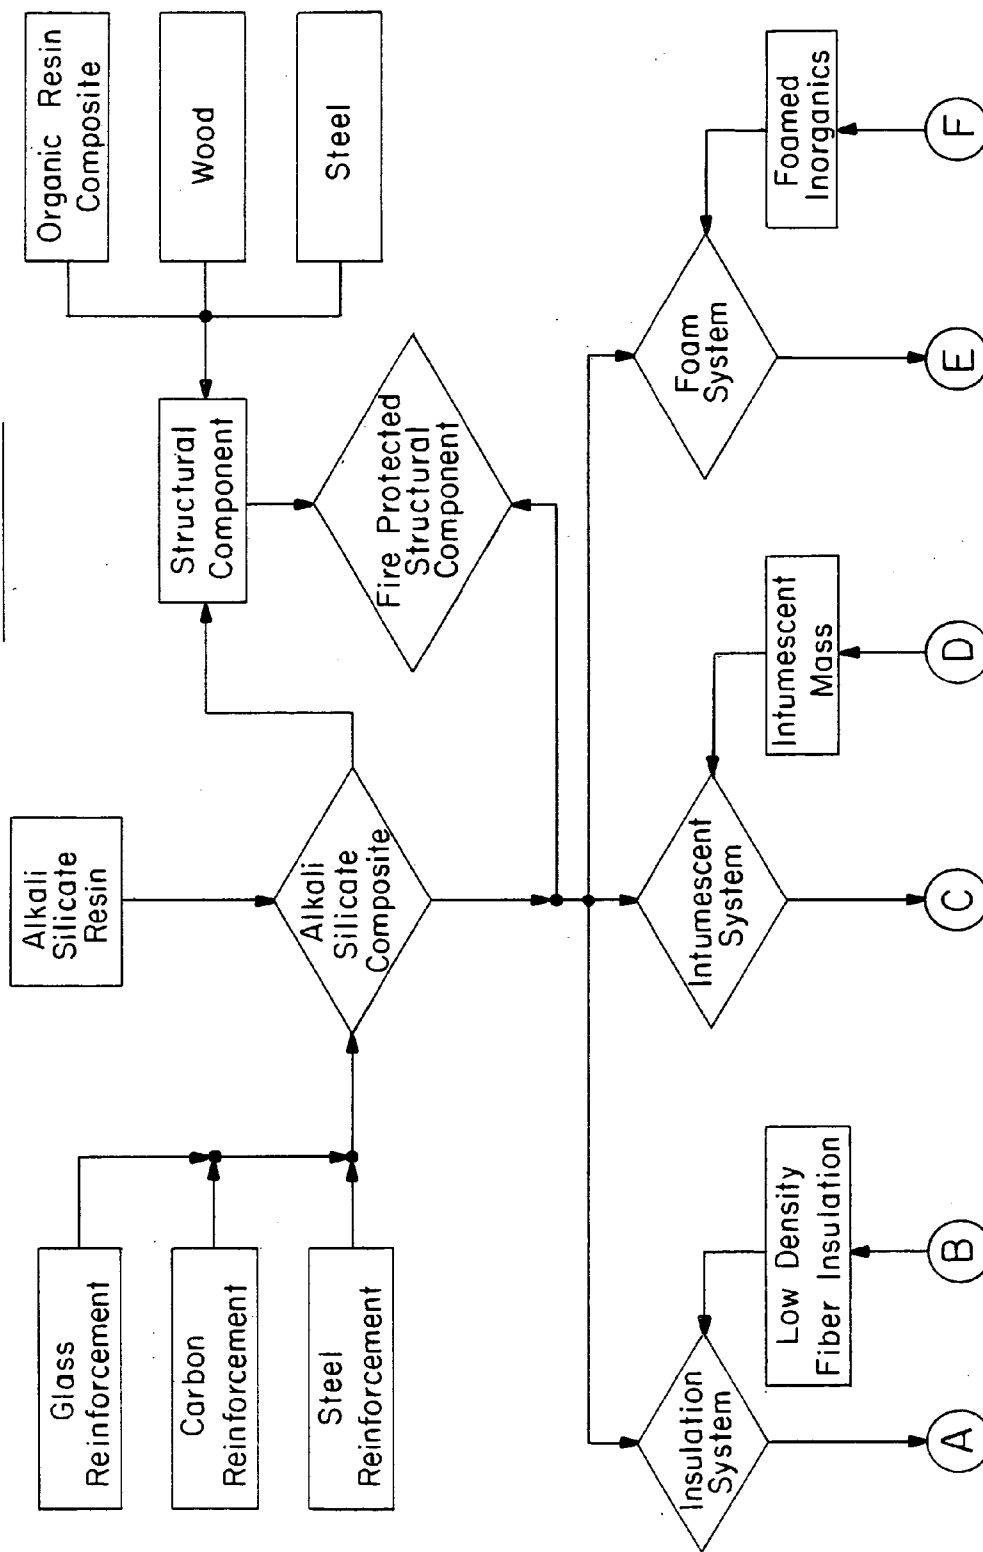 Glass
Reinforcement
Carbon
Reinforcement
Steel
Reinforcement
Alkali
Silicate
Resin
Alkali
Silicate
Composite
Organic Resin
Composite
Wood
Steel
Structural
Component
Fire Protected
Structural
Component
Insulation
System
Low Density
Fiber Insulation
Intumescent
System
Intumescent
Mass
Foam
System
Foamed
Inorganics
A
B
C
D
E
F